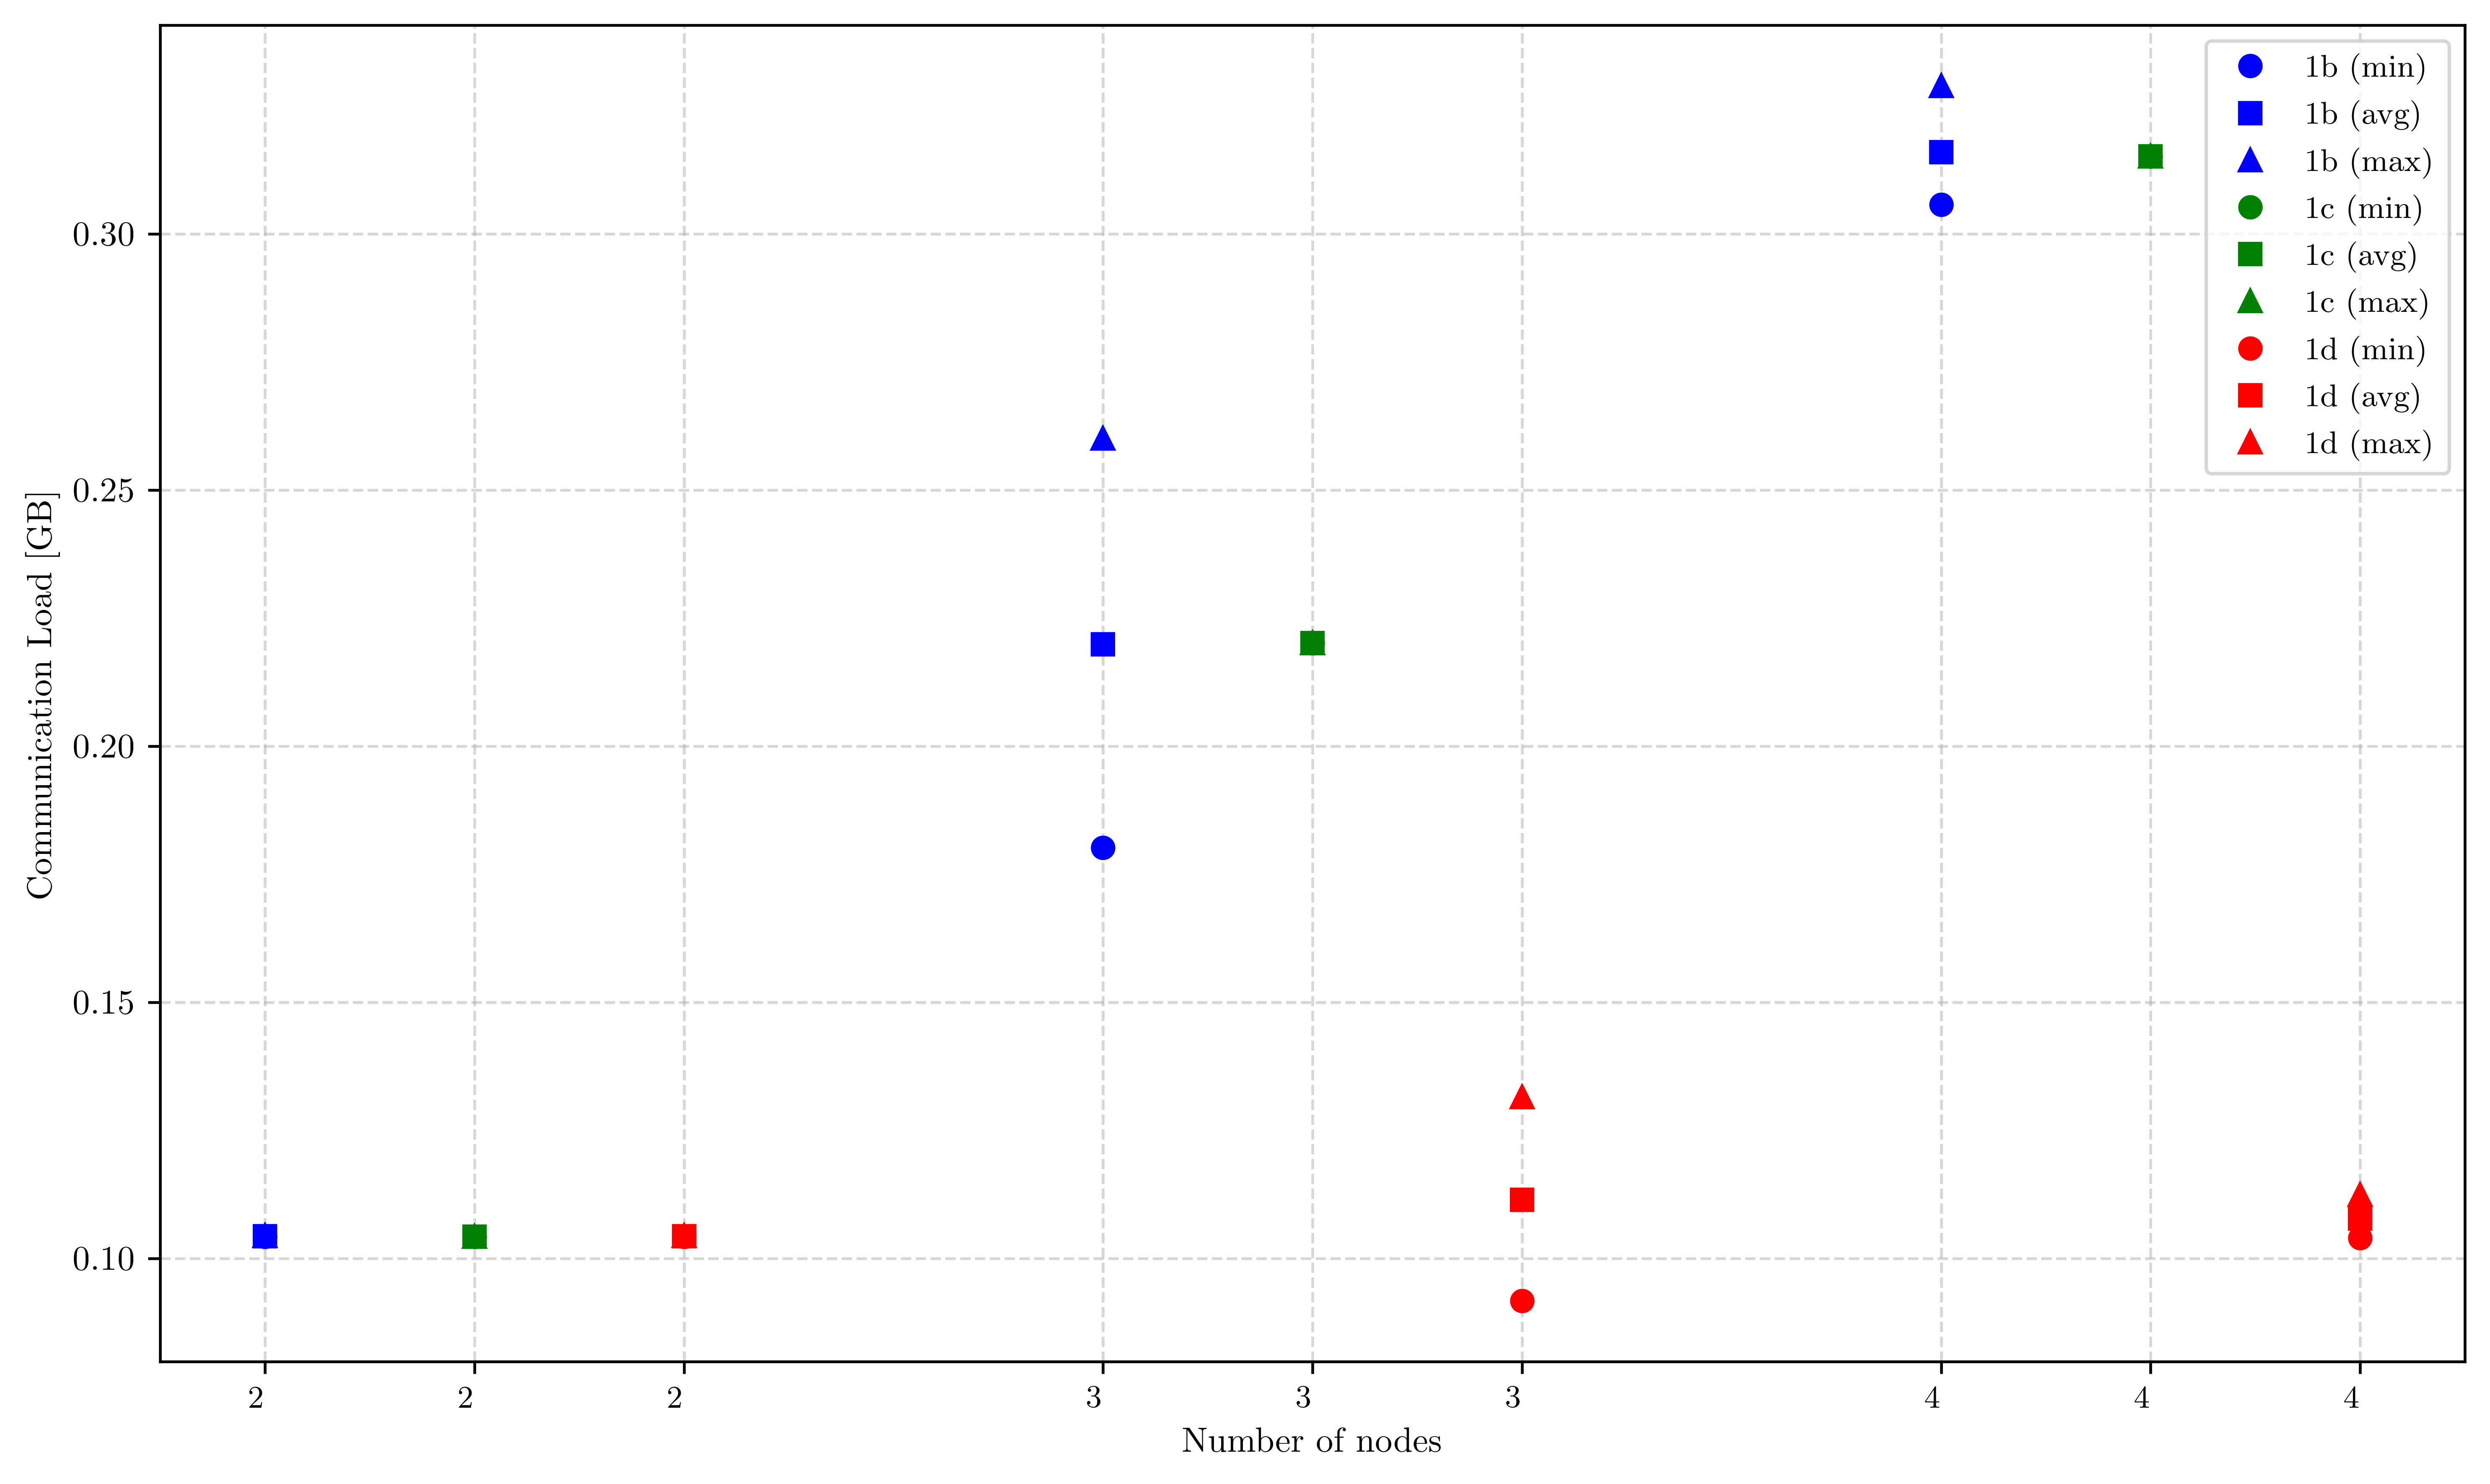 1b (min)
1b (avg)
1b (max)
1c (min)
1c (avg)
1c (max)
1d (min)
1d (avg)
1d (max)
0.30
0.25
0.20
0.15
0.10
Communication Load [GB]
2 2 2 3 3 3 4 4 4
Number of nodes